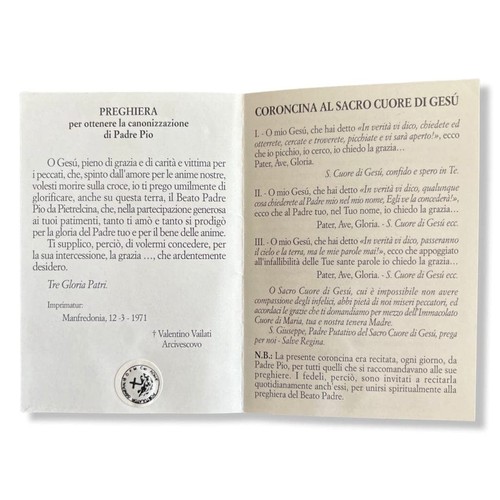 PREGHIERA
per ottenere la canonizzazione
di Padre Pio
O Gesú, pieno di grazia e di carità e vittima per
i peccati, che, spinto dall'amore per le anime nostre,
volesti morire sulla croce, io ti prego umilmente di
glorificare, anche su questa terra, il Beato Padre
Pio da Pietrelcina, che, nella partecipazione generosa
ai tuoi patimenti, tanto ti amò e tanto si prodigò
per la gloria del Padre tuo e per il bene delle anime.
Ti supplico, perciò, di volermi concedere, per
la sua intercessione, la grazia …, che ardentemente
desidero.
Tre Gloria Patri.
Imprimatur:
Manfredonia, 12 -3 - 1971
† Valentino Vailati
Arcivescovo
CORONCINA AL SACRO CUORE DI GESÚ
I. - O mio Gesú, che hai detto «In verità vi dico, chiedete ed
otterrete, cercate e troverete, picchiate e vi sarà aperto!», ecco
che io picchio, io cerco, io chiedo la grazia…
Pater, Ave, Gloria.
S. Cuore di Gesú, confido e spero in Te.
II. - O mio Gesú, che hai detto «In verità vi dico, qualunque
cosa chiederete al Padre mio nel mio nome, Egli ve la concederà!»,
ecco che al Padre tuo, nel Tuo nome, io chiedo la grazia…
Pater, Ave, Gloria. - S. Cuore di Gesú ecc.
III. - O mio Gesú, che hai detto «In verità vi dico, passeranno
il cielo e la terra, ma le mie parole mai!», ecco che appoggiato
all'infallibilità delle Tue sante parole io chiedo la grazia…
Pater, Ave, Gloria. - S. Cuore di Gesú ecc.
O Sacro Cuore di Gesú, cui è impossibile non avere
compassione degli infelici, abbi pietà di noi miseri peccatori, ed
accordaci le grazie che ti domandiamo per mezzo dell'Immacolato
Cuore di Maria, tua e nostra tenera Madre.
S. Giuseppe, Padre Putativo del Sacro Cuore di Gesú, prega
per noi - Salve Regina.
N.B.: La presente coroncina era recitata, ogni giorno, da
Padre Pio, per tutti quelli che si raccomandavano alle sue
preghiere. I fedeli, perciò, sono invitati a recitarla
quotidianamente anch'essi, per unirsi spiritualmente alla
preghiera del Beato Padre.